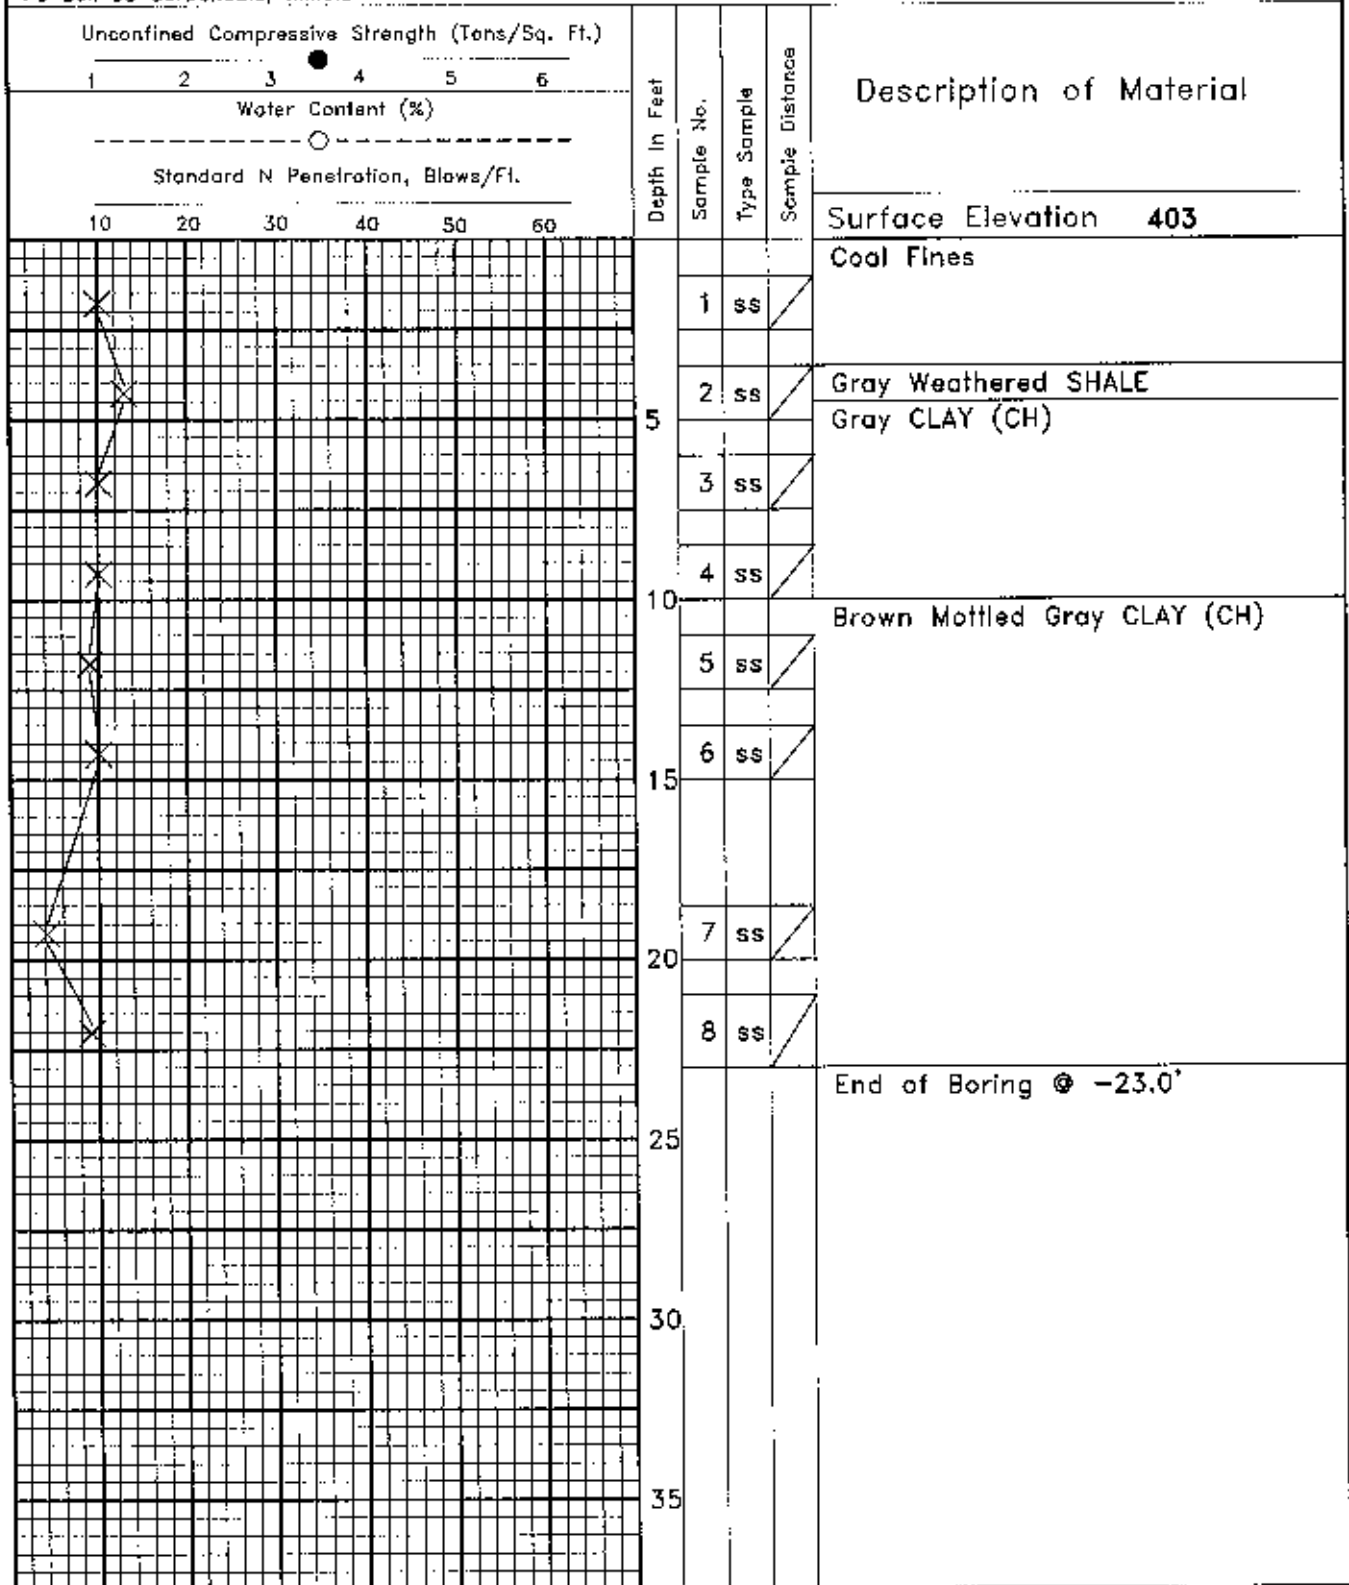 Unconfined Compressive Strength (Tons/Sq. Ft.)
1 2 3 4 5 6
Water Content (%)
Standard N Penetration, Blows/Ft.
10 20 30 40 50 60
Depth In Feet
Sample No.
Type Sample
Sample Distance
Description of Material
Surface Elevation 403
Coal Fines
1 ss
Gray Weathered SHALE
2 ss
5
Gray CLAY (CH)
3 ss
4 ss
10
Brown Mottled Gray CLAY (CH)
5 ss
6 ss
15
7 ss
20
8 ss
End of Boring @ -23.0'
25
30
35